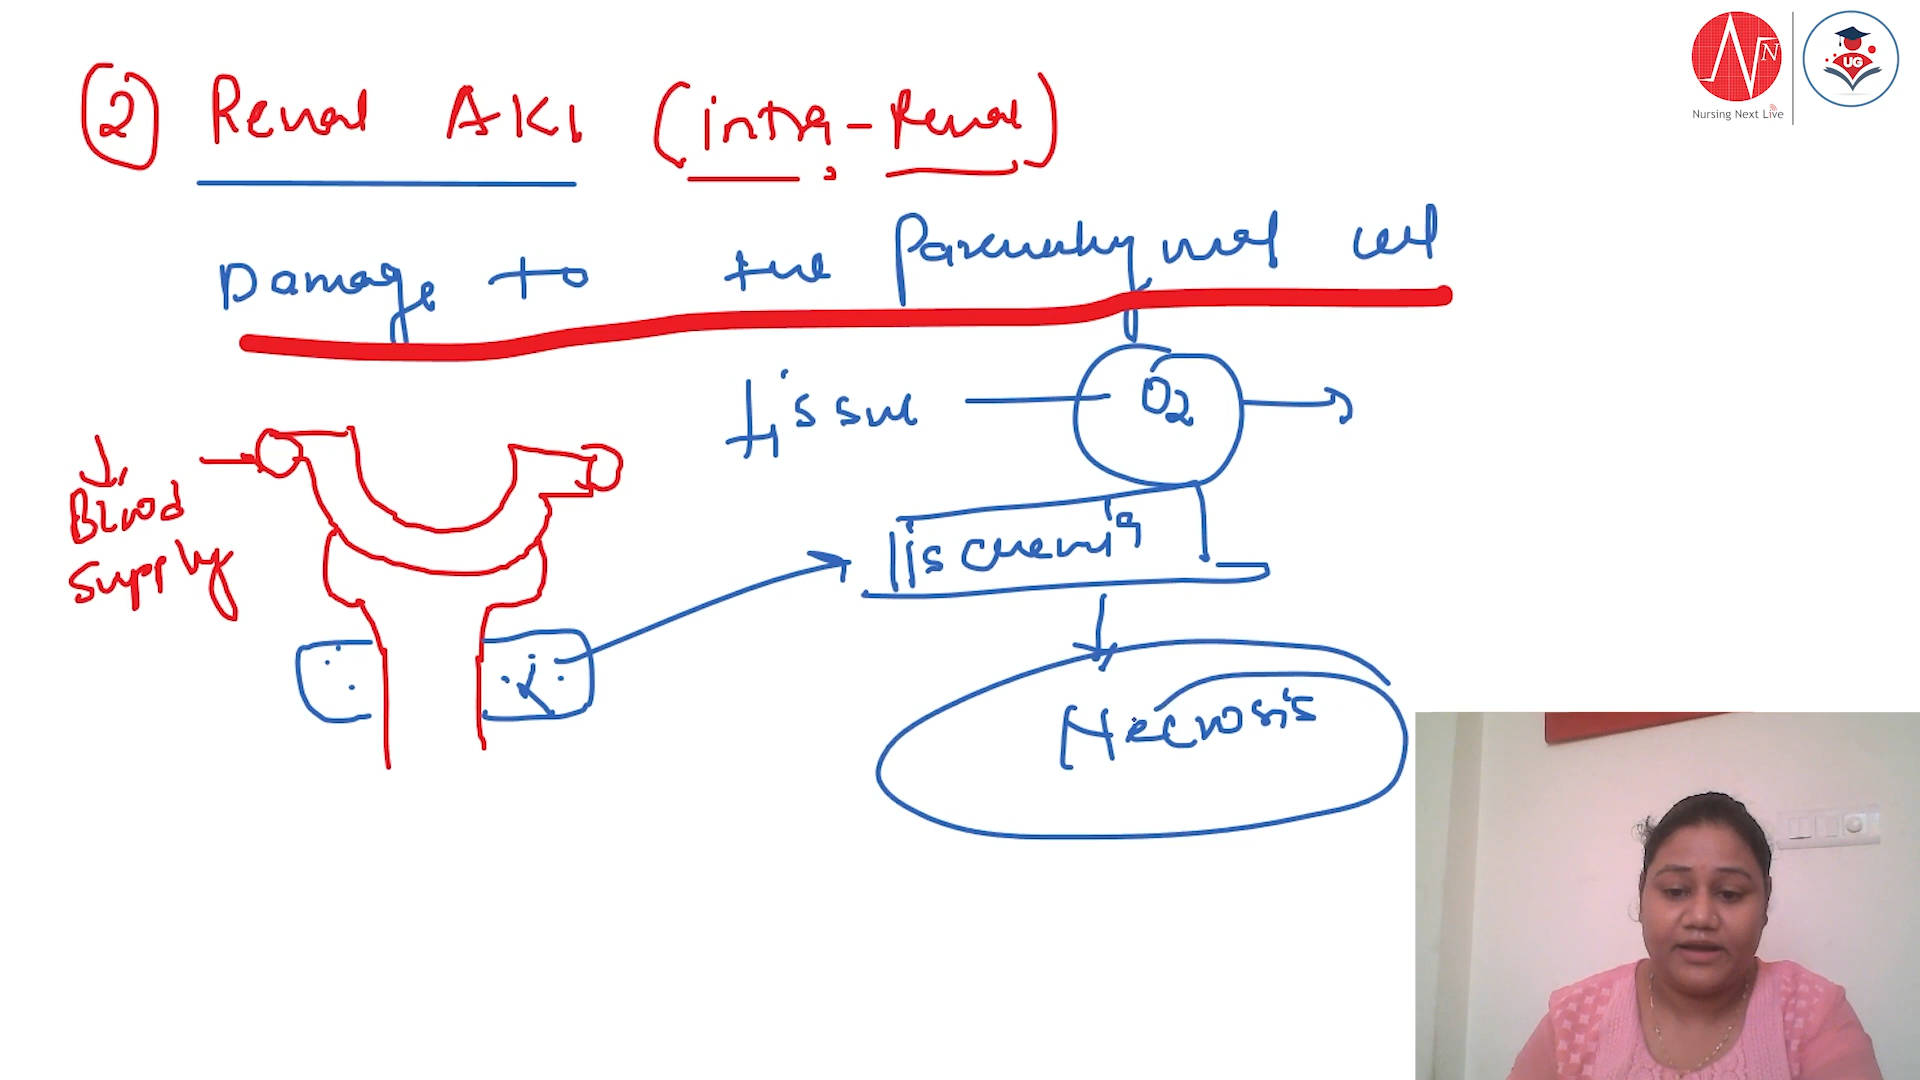 2 Renal AKI (intra-Renal)
Damage to the Parenchymal cell
tissue O2
↓ Blood supply
ischemia
Necrosis
N
Nursing Next Live
UG